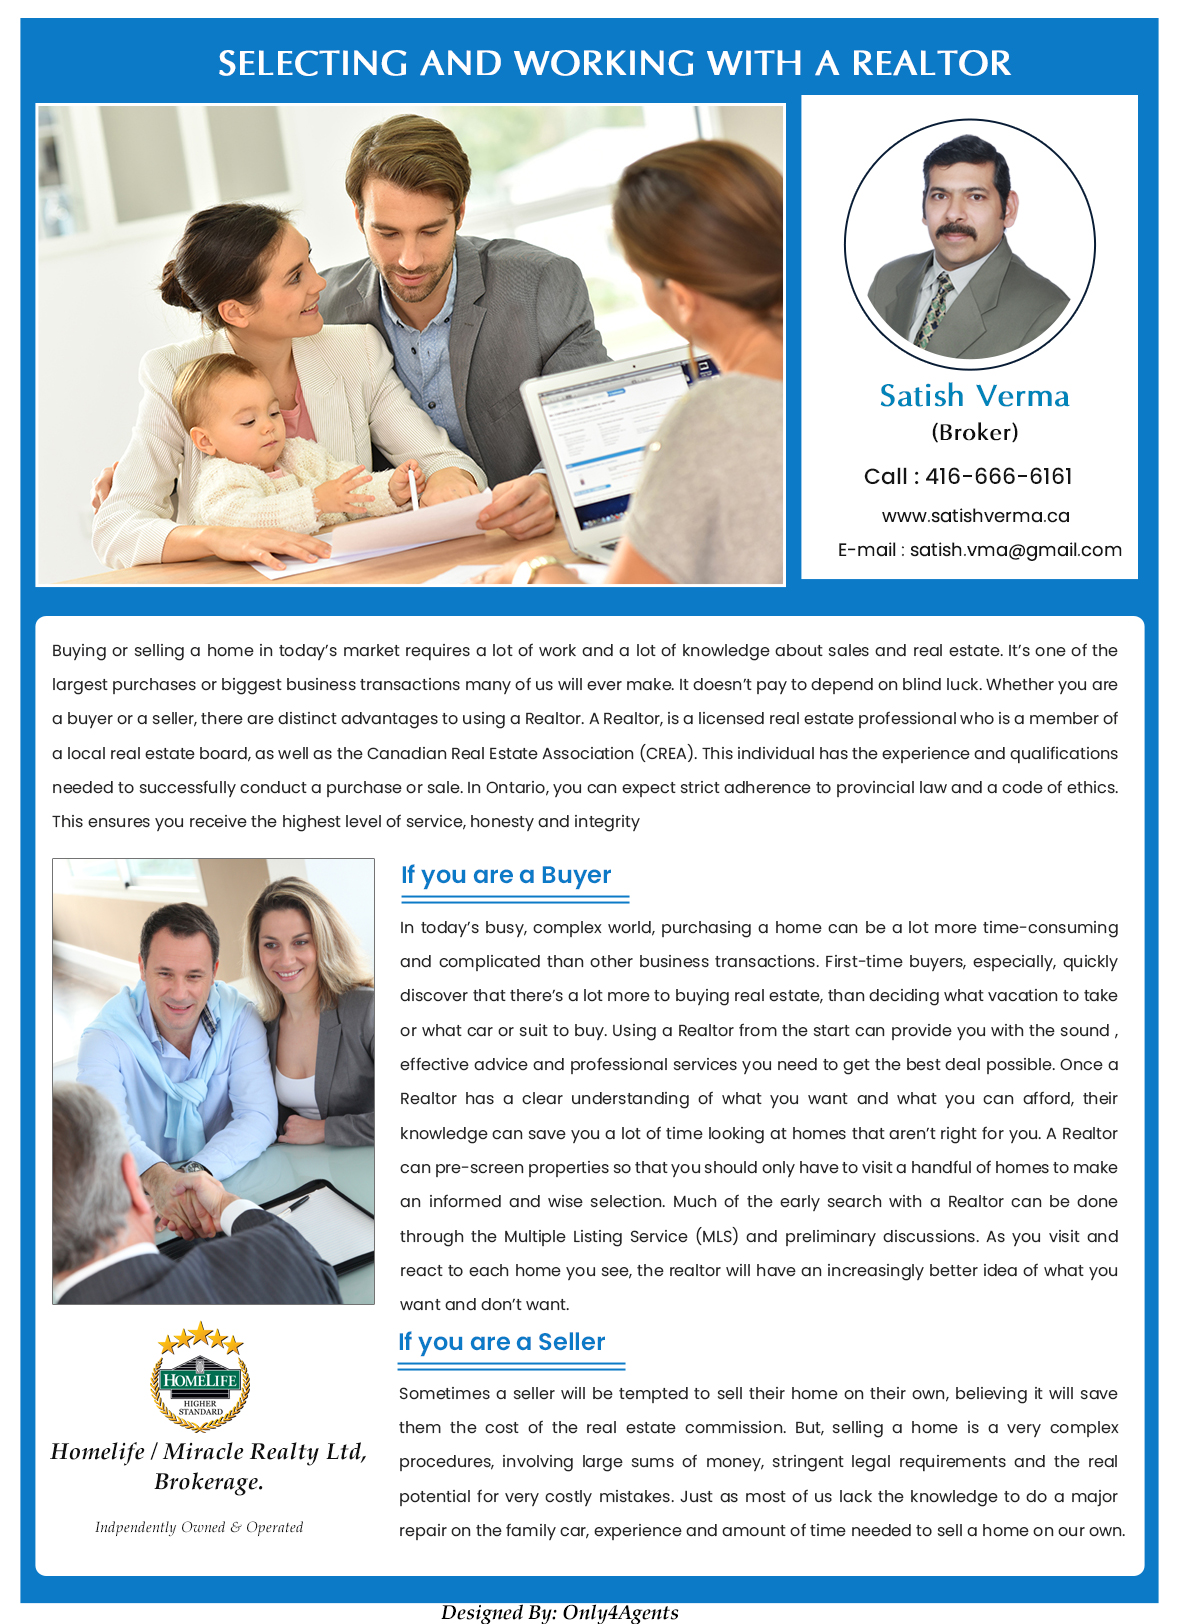 SELECTING AND WORKING WITH A REALTOR
Satish Verma
(Broker)
Call : 416-666-6161
www.satishverma.ca
E-mail : satish.vma@gmail.com
Buying or selling a home in today’s market requires a lot of work and a lot of knowledge about sales and real estate. It’s one of the
largest purchases or biggest business transactions many of us will ever make. It doesn’t pay to depend on blind luck. Whether you are
a buyer or a seller, there are distinct advantages to using a Realtor. A Realtor, is a licensed real estate professional who is a member of
a local real estate board, as well as the Canadian Real Estate Association (CREA). This individual has the experience and qualifications
needed to successfully conduct a purchase or sale. In Ontario, you can expect strict adherence to provincial law and a code of ethics.
This ensures you receive the highest level of service, honesty and integrity
If you are a Buyer
In today’s busy, complex world, purchasing a home can be a lot more time-consuming
and complicated than other business transactions. First-time buyers, especially, quickly
discover that there’s a lot more to buying real estate, than deciding what vacation to take
or what car or suit to buy. Using a Realtor from the start can provide you with the sound ,
effective advice and professional services you need to get the best deal possible. Once a
Realtor has a clear understanding of what you want and what you can afford, their
knowledge can save you a lot of time looking at homes that aren’t right for you. A Realtor
can pre-screen properties so that you should only have to visit a handful of homes to make
an informed and wise selection. Much of the early search with a Realtor can be done
through the Multiple Listing Service (MLS) and preliminary discussions. As you visit and
react to each home you see, the realtor will have an increasingly better idea of what you
want and don’t want.
If you are a Seller
Sometimes a seller will be tempted to sell their home on their own, believing it will save
them the cost of the real estate commission. But, selling a home is a very complex
procedures, involving large sums of money, stringent legal requirements and the real
potential for very costly mistakes. Just as most of us lack the knowledge to do a major
repair on the family car, experience and amount of time needed to sell a home on our own.
HOMELIFE
HIGHER
STANDARD
Homelife / Miracle Realty Ltd,
Brokerage.
Indpendently Owned & Operated
Designed By: Only4Agents